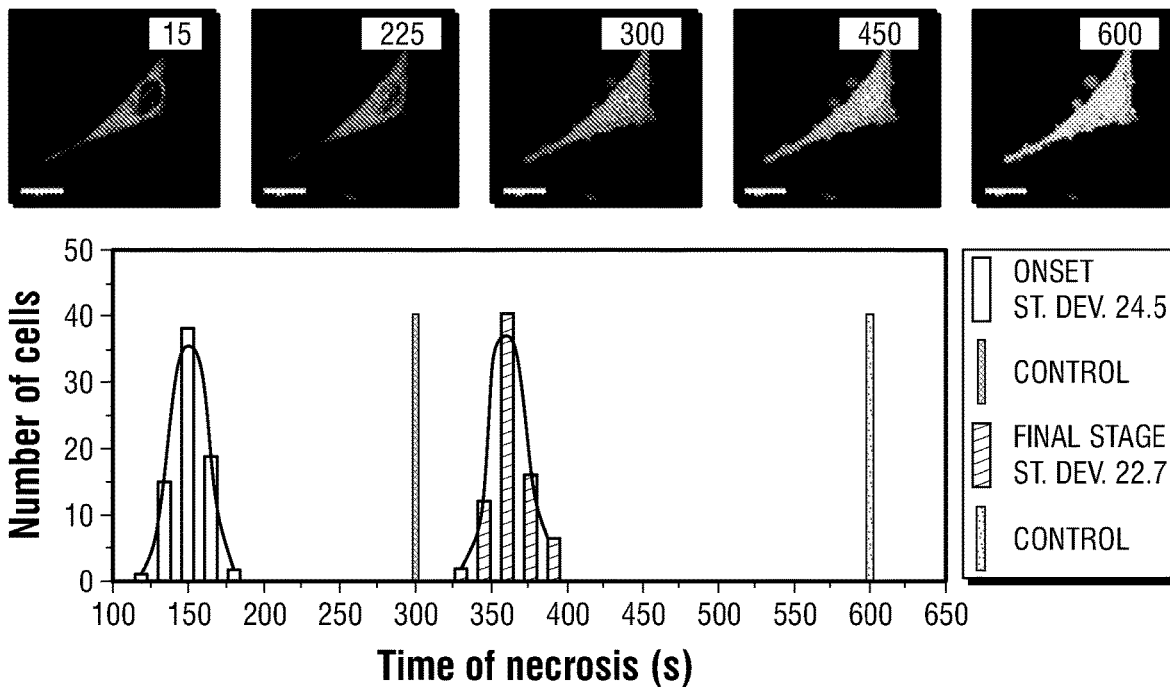 15
225
300
450
600
50
40
30
20
10
0
Number of cells
100 150 200 250 300 350 400 450 500 550 600 650
Time of necrosis (s)
ONSET
ST. DEV. 24.5
CONTROL
FINAL STAGE
ST. DEV. 22.7
CONTROL